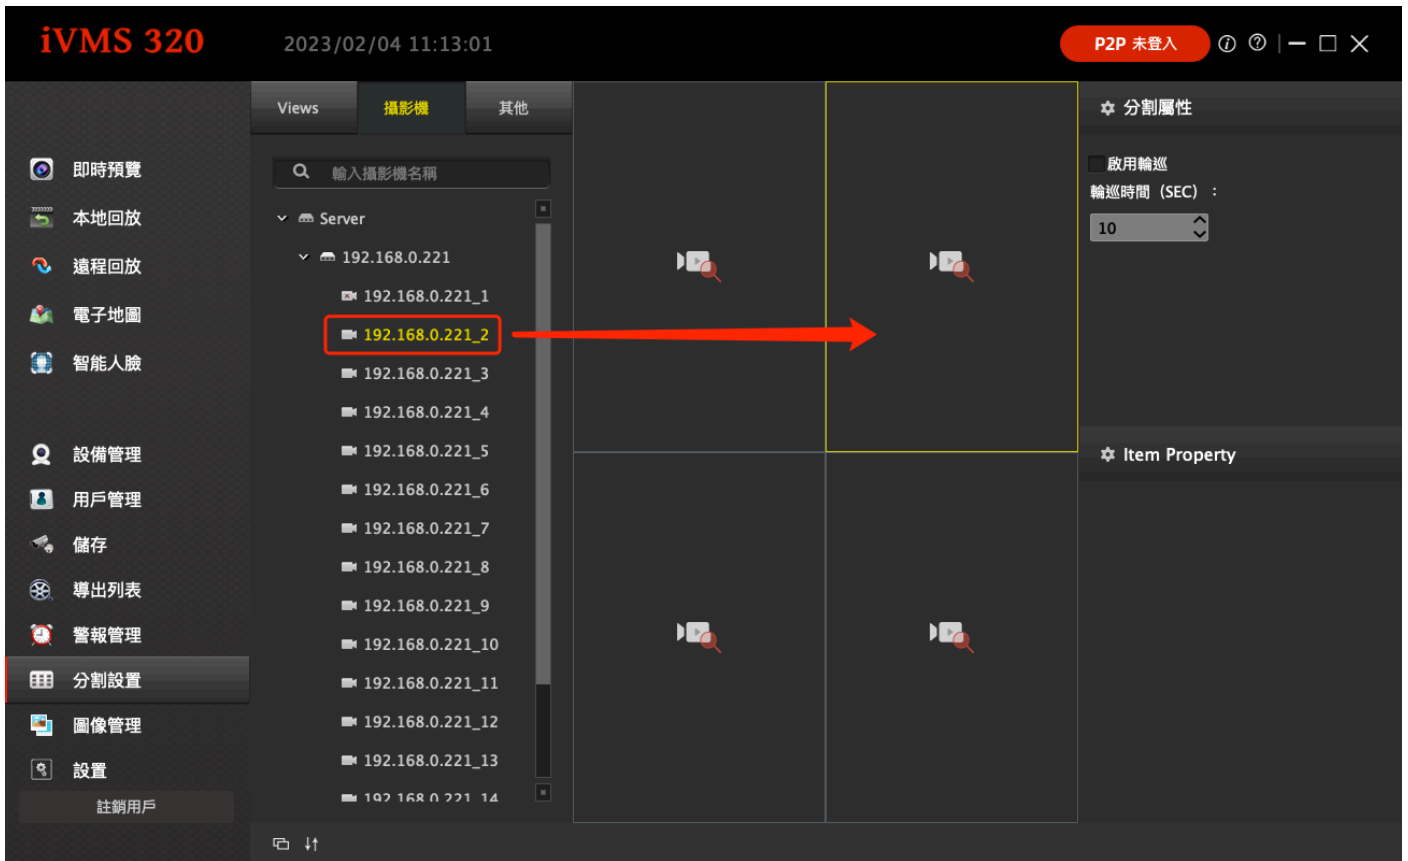 iVMS 320
2023/02/04 11:13:01
P2P 未登入
即時預覽
本地回放
遠程回放
電子地圖
智能人臉
設備管理
用戶管理
儲存
導出列表
警報管理
分割設置
圖像管理
設置
註銷用戶
Views
攝影機
其他
輸入攝影機名稱
Server
192.168.0.221
192.168.0.221_1
192.168.0.221_2
192.168.0.221_3
192.168.0.221_4
192.168.0.221_5
192.168.0.221_6
192.168.0.221_7
192.168.0.221_8
192.168.0.221_9
192.168.0.221_10
192.168.0.221_11
192.168.0.221_12
192.168.0.221_13
192.168.0.221_14
分割屬性
啟用輪巡
輪巡時間（SEC）：
10
Item Property